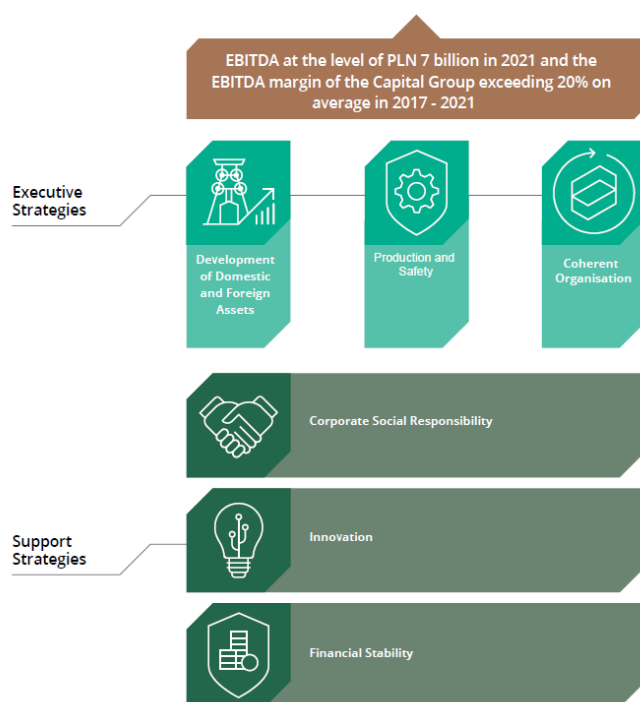 EBITDA at the level of PLN 7 billion in 2021 and the
EBITDA margin of the Capital Group exceeding 20% on
average in 2017 - 2021
Executive
Strategies
Development
of Domestic
and Foreign
Assets
Production and
Safety
Coherent
Organisation
Corporate Social Responsibility
Support
Strategies
Innovation
Financial Stability